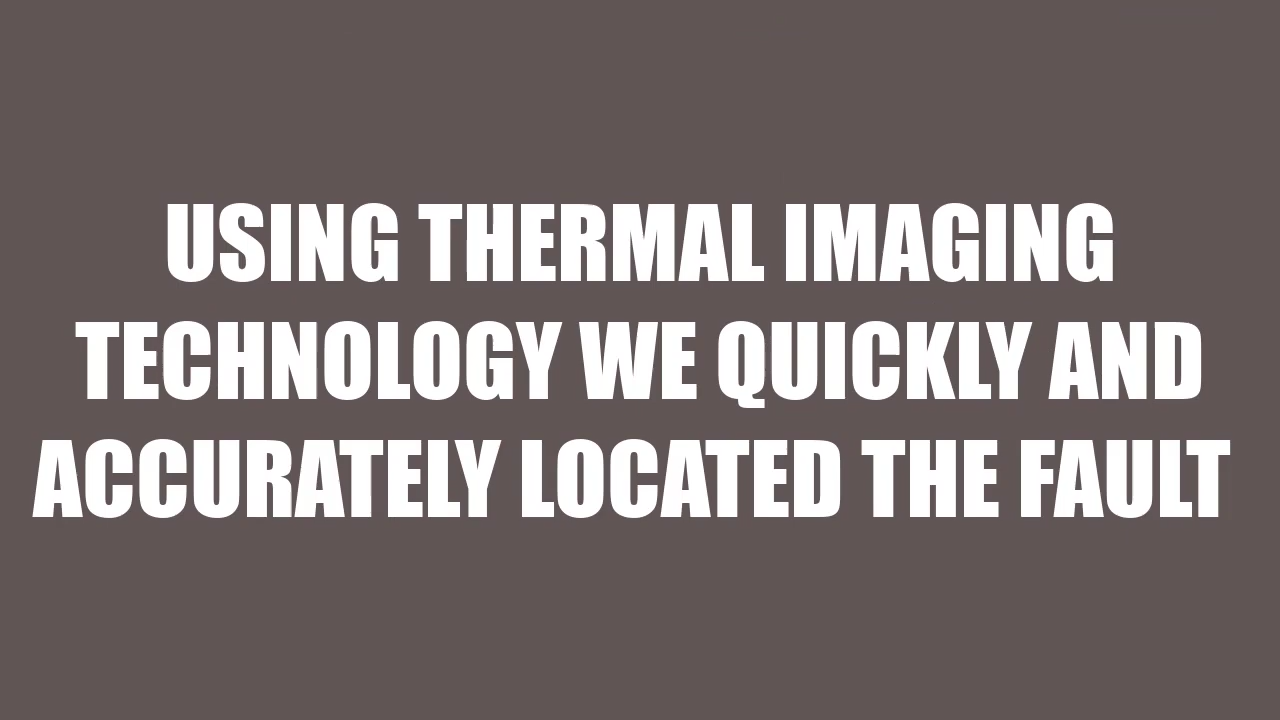 USING THERMAL IMAGING
TECHNOLOGY WE QUICKLY AND
ACCURATELY LOCATED THE FAULT